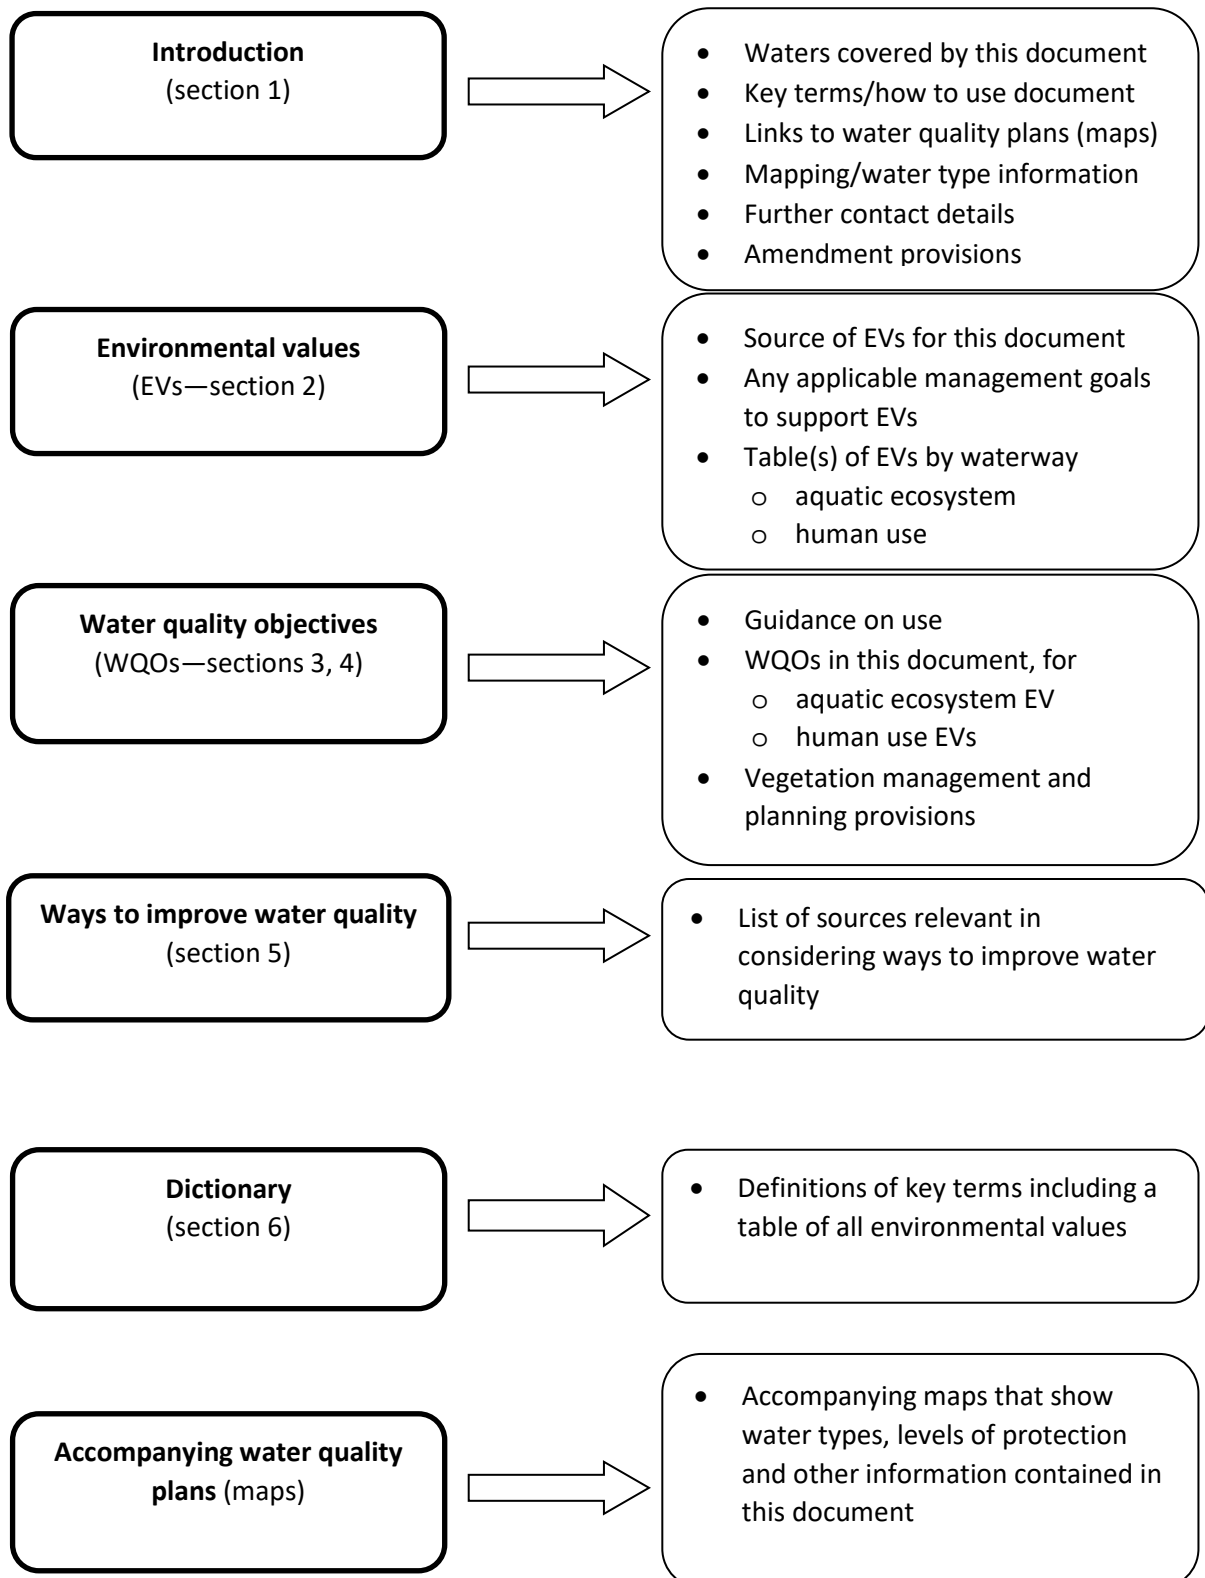 Introduction
(section 1)
• Waters covered by this document
• Key terms/how to use document
• Links to water quality plans (maps)
• Mapping/water type information
• Further contact details
• Amendment provisions
Environmental values
(EVs—section 2)
• Source of EVs for this document
• Any applicable management goals
to support EVs
• Table(s) of EVs by waterway
o aquatic ecosystem
o human use
Water quality objectives
(WQOs—sections 3, 4)
• Guidance on use
• WQOs in this document, for
o aquatic ecosystem EV
o human use EVs
• Vegetation management and
planning provisions
Ways to improve water quality
(section 5)
• List of sources relevant in
considering ways to improve water
quality
Dictionary
(section 6)
• Definitions of key terms including a
table of all environmental values
Accompanying water quality
plans (maps)
• Accompanying maps that show
water types, levels of protection
and other information contained in
this document